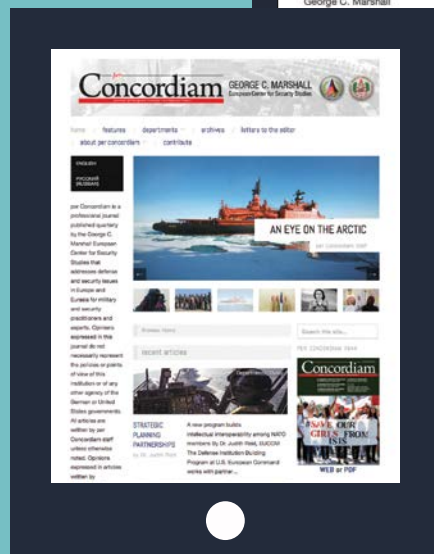 George C. Marshall
per
Concordiam
GEORGE C. MARSHALL
European Center for Security Studies
home / features / departments / archives / letters to the editor
/ about per concordiam / contribute
ENGLISH
РУССКИЙ
(RUSSIAN)
per Concordiam is a
professional journal
published quarterly
by the George C.
Marshall European
Center for Security
Studies that
addresses defense
and security issues
in Europe and
Eurasia for military
and security
practitioners and
experts. Opinions
expressed in this
journal do not
necessarily represent
the policies or points
of view of this
institution or of any
other agency of the
German or United
States governments.
All articles are
written by per
Concordiam staff
unless otherwise
noted. Opinions
expressed in articles
written by
AN EYE ON THE ARCTIC
per Concordiam staff
Browse: Home
recent articles
STRATEGIC
PLANNING
PARTNERSHIPS
by Dr. Judith Reid
A new program builds
intellectual interoperability among NATO
members By Dr. Judith Reid, EUCOM
The Defense Institution Building
Program at U.S. European Command
works with partner...
Search this site...
PER CONCORDIAM
Concordiam
SAVE OUR
GIRLS FROM
ISIS
WEB or PDF